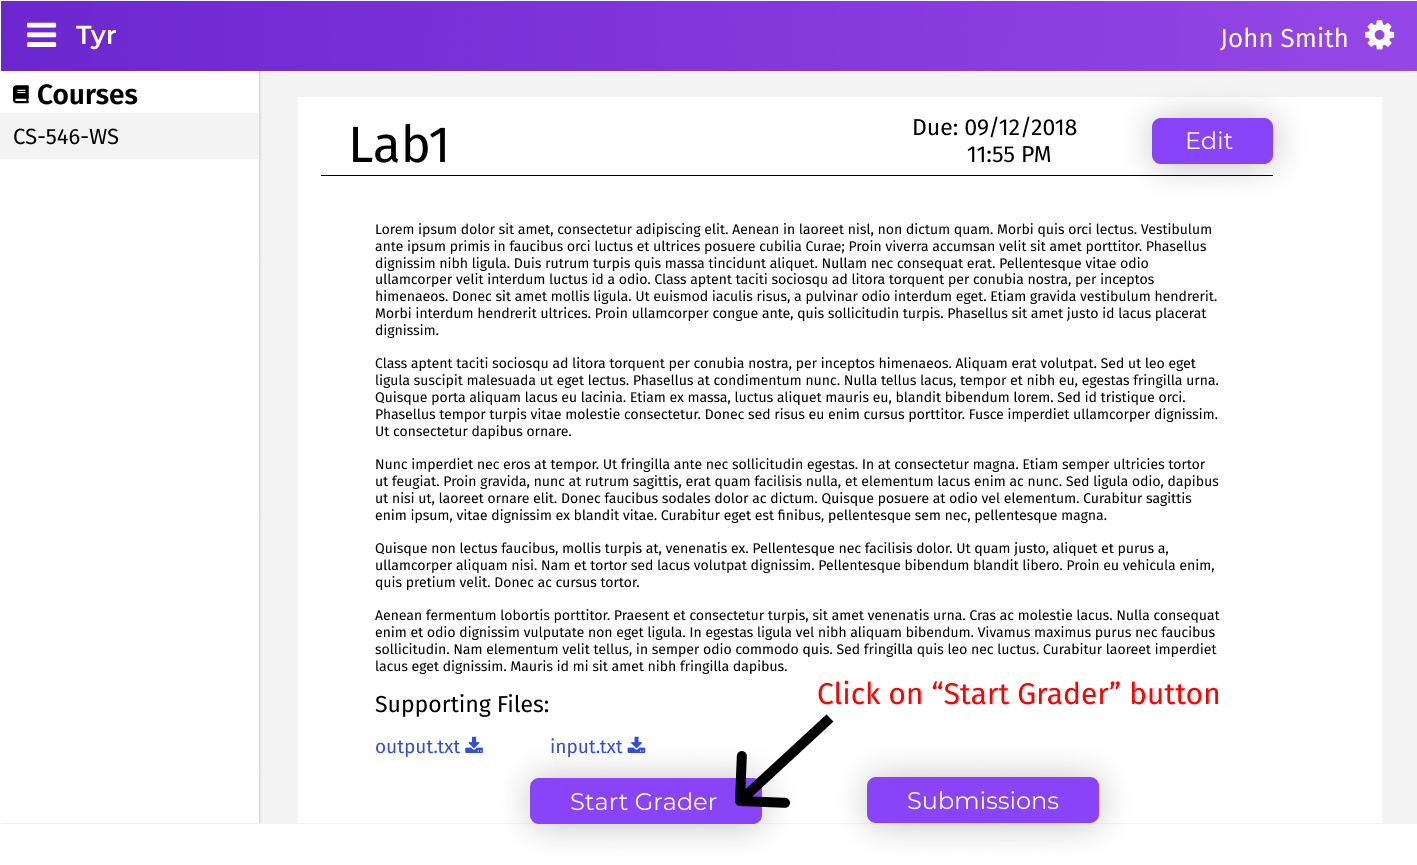 Tyr
John Smith
Courses
CS-546-WS
Lab1
Due: 09/12/2018
11:55 PM
Edit
Lorem ipsum dolor sit amet, consectetur adipiscing elit. Aenean in laoreet nisl, non dictum quam. Morbi quis orci lectus. Vestibulum
ante ipsum primis in faucibus orci luctus et ultrices posuere cubilia Curae; Proin viverra accumsan velit sit amet porttitor. Phasellus
dignissim nibh ligula. Duis rutrum turpis quis massa tincidunt aliquet. Nullam nec consequat erat. Pellentesque vitae odio
ullamcorper velit interdum luctus id a odio. Class aptent taciti sociosqu ad litora torquent per conubia nostra, per inceptos
himenaeos. Donec sit amet mollis ligula. Ut euismod iaculis risus, a pulvinar odio interdum eget. Etiam gravida vestibulum hendrerit.
Morbi interdum hendrerit ultrices. Proin ullamcorper congue ante, quis sollicitudin turpis. Phasellus sit amet justo id lacus placerat
dignissim.
Class aptent taciti sociosqu ad litora torquent per conubia nostra, per inceptos himenaeos. Aliquam erat volutpat. Sed ut leo eget
ligula suscipit malesuada ut eget lectus. Phasellus at condimentum nunc. Nulla tellus lacus, tempor et nibh eu, egestas fringilla urna.
Quisque porta aliquam lacus eu lacinia. Etiam ex massa, luctus aliquet mauris eu, blandit bibendum lorem. Sed id tristique orci.
Phasellus tempor turpis vitae molestie consectetur. Donec sed risus eu enim cursus porttitor. Fusce imperdiet ullamcorper dignissim.
Ut consectetur dapibus ornare.
Nunc imperdiet nec eros at tempor. Ut fringilla ante nec sollicitudin egestas. In at consectetur magna. Etiam semper ultricies tortor
ut feugiat. Proin gravida, nunc at rutrum sagittis, erat quam facilisis nulla, et elementum lacus enim ac nunc. Sed ligula odio, dapibus
ut nisi ut, laoreet ornare elit. Donec faucibus sodales dolor ac dictum. Quisque posuere at odio vel elementum. Curabitur sagittis
enim ipsum, vitae dignissim ex blandit vitae. Curabitur eget est finibus, pellentesque sem nec, pellentesque magna.
Quisque non lectus faucibus, mollis turpis at, venenatis ex. Pellentesque nec facilisis dolor. Ut quam justo, aliquet et purus a,
ullamcorper aliquam nisi. Nam et tortor sed lacus volutpat dignissim. Pellentesque bibendum blandit libero. Proin eu vehicula enim,
quis pretium velit. Donec ac cursus tortor.
Aenean fermentum lobortis porttitor. Praesent et consectetur turpis, sit amet venenatis urna. Cras ac molestie lacus. Nulla consequat
enim et odio dignissim vulputate non eget ligula. In egestas ligula vel nibh aliquam bibendum. Vivamus maximus purus nec faucibus
sollicitudin. Nam elementum velit tellus, in semper odio commodo quis. Sed fringilla quis leo nec luctus. Curabitur laoreet imperdiet
lacus eget dignissim. Mauris id mi sit amet nibh fringilla dapibus.
Click on “Start Grader” button
Supporting Files:
output.txt
input.txt
Start Grader
Submissions